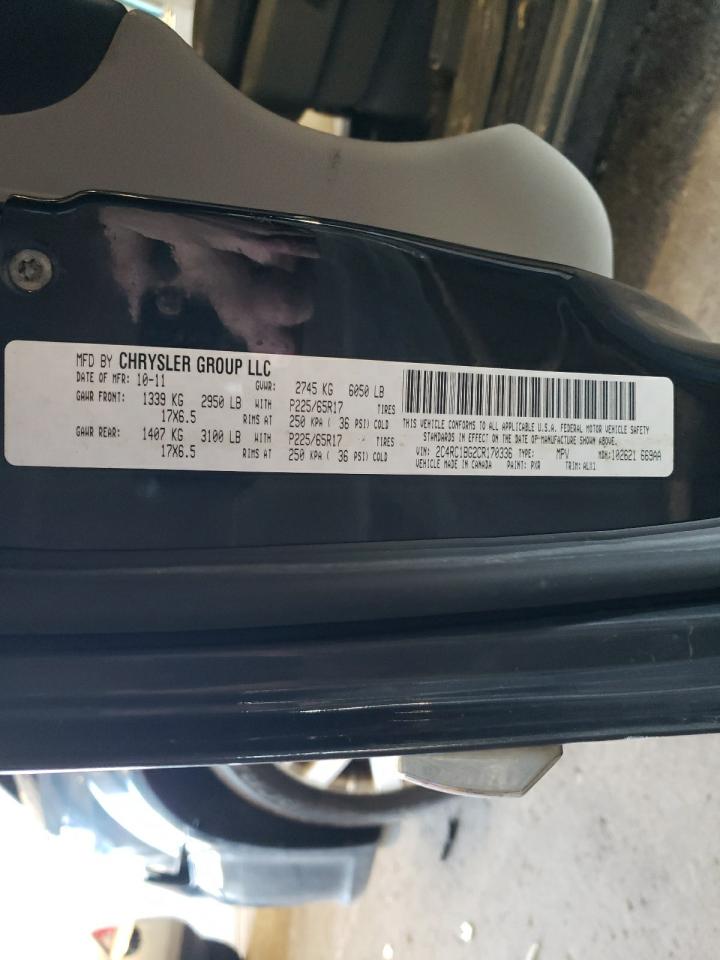 MFD BY CHRYSLER GROUP LLC
DATE OF MFR: 10-11 GVWR: 2745 KG 6050 LB
GAWR FRONT: 1339 KG 2950 LB WITH P225/65R17 TIRES
17X6.5 RIMS AT 250 KPA ( 36 PSI) COLD
GAWR REAR: 1407 KG 3100 LB WITH P225/65R17 TIRES
17X6.5 RIMS AT 250 KPA ( 36 PSI) COLD
THIS VEHICLE CONFORMS TO ALL APPLICABLE U.S.A. FEDERAL MOTOR VEHICLE SAFETY
STANDARDS IN EFFECT ON THE DATE OF MANUFACTURE SHOWN ABOVE.
VIN: 2C4RC1BG2CR170336 TYPE: MPV MDH:102621 669AA
VEHICLE MADE IN CANADA PAINT: PXR TRIM: ALX1